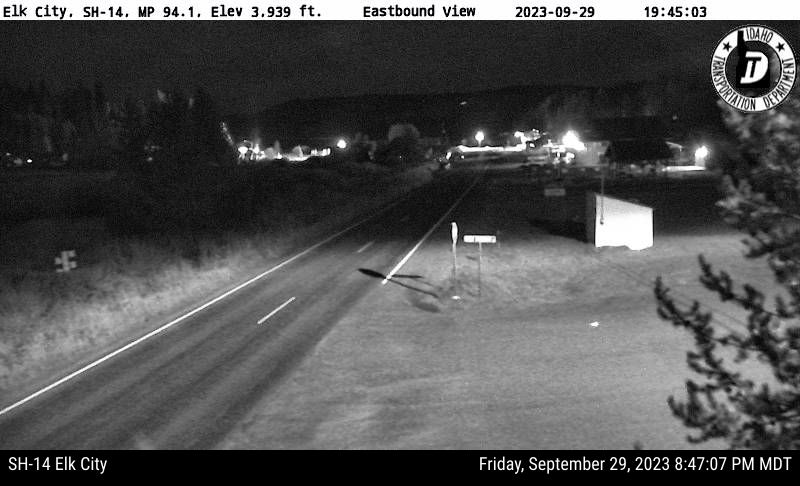 Elk City, SH-14, MP 94.1, Elev 3,939 ft. Eastbound View 2023-09-29 19:45:03
IDAHO
TRANSPORTATION DEPARTMENT
SH-14 Elk City Friday, September 29, 2023 8:47:07 PM MDT